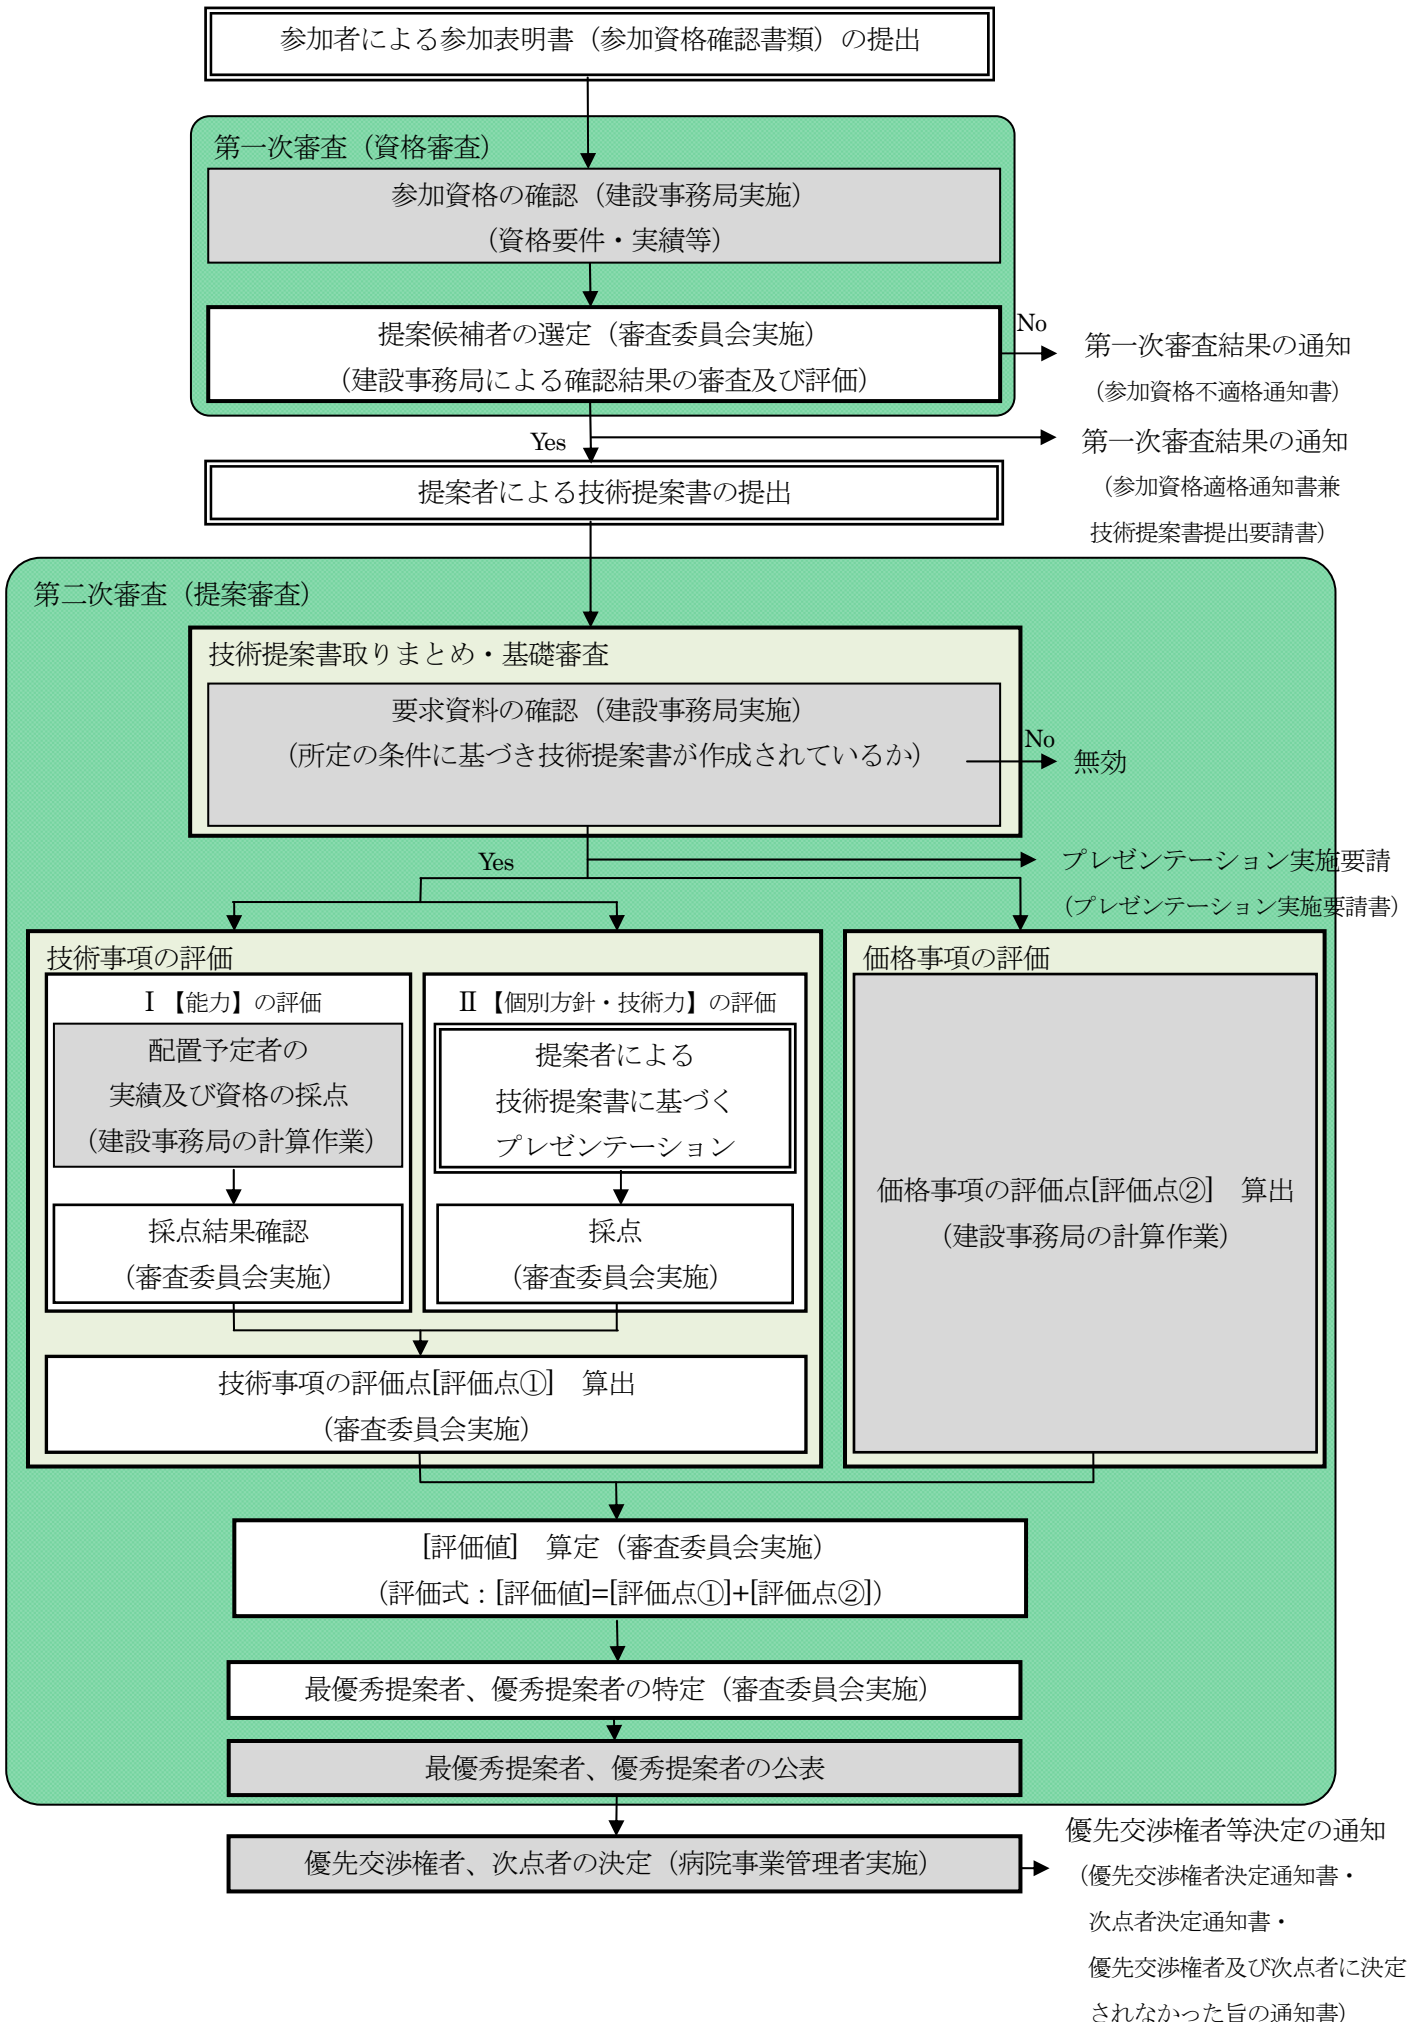 参加者による参加表明書（参加資格確認書類）の提出
第一次審査（資格審査）
参加資格の確認（建設事務局実施）
（資格要件・実績等）
提案候補者の選定（審査委員会実施）
（建設事務局による確認結果の審査及び評価）
No
第一次審査結果の通知
（参加資格不適格通知書）
Yes
第一次審査結果の通知
（参加資格適格通知書兼
技術提案書提出要請書）
提案者による技術提案書の提出
第二次審査（提案審査）
技術提案書取りまとめ・基礎審査
要求資料の確認（建設事務局実施）
（所定の条件に基づき技術提案書が作成されているか）
No
無効
Yes
プレゼンテーション実施要請
（プレゼンテーション実施要請書）
技術事項の評価
Ⅰ【能力】の評価
配置予定者の
実績及び資格の採点
（建設事務局の計算作業）
採点結果確認
（審査委員会実施）
Ⅱ【個別方針・技術力】の評価
提案者による
技術提案書に基づく
プレゼンテーション
採点
（審査委員会実施）
技術事項の評価点[評価点①]　算出
（審査委員会実施）
価格事項の評価
価格事項の評価点[評価点②]　算出
（建設事務局の計算作業）
[評価値]　算定（審査委員会実施）
（評価式：[評価値]=[評価点①]+[評価点②]）
最優秀提案者、優秀提案者の特定（審査委員会実施）
最優秀提案者、優秀提案者の公表
優先交渉権者、次点者の決定（病院事業管理者実施）
優先交渉権者等決定の通知
（優先交渉権者決定通知書・
次点者決定通知書・
優先交渉権者及び次点者に決定
されなかった旨の通知書）